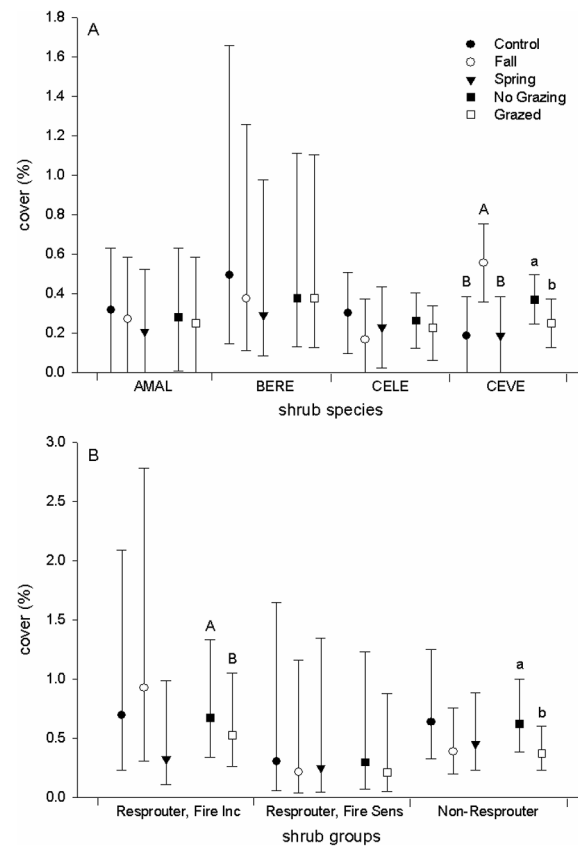 A
1.8
1.6
1.4
1.2
1.0
0.8
0.6
0.4
0.2
0.0
cover (%)
Control
Fall
Spring
No Grazing
Grazed
A
B B
a
b
AMAL BERE CELE CEVE
shrub species
B
3.0
2.5
2.0
1.5
1.0
0.5
0.0
cover (%)
A
B
a
b
Resprouter, Fire Inc Resprouter, Fire Sens Non-Resprouter
shrub groups